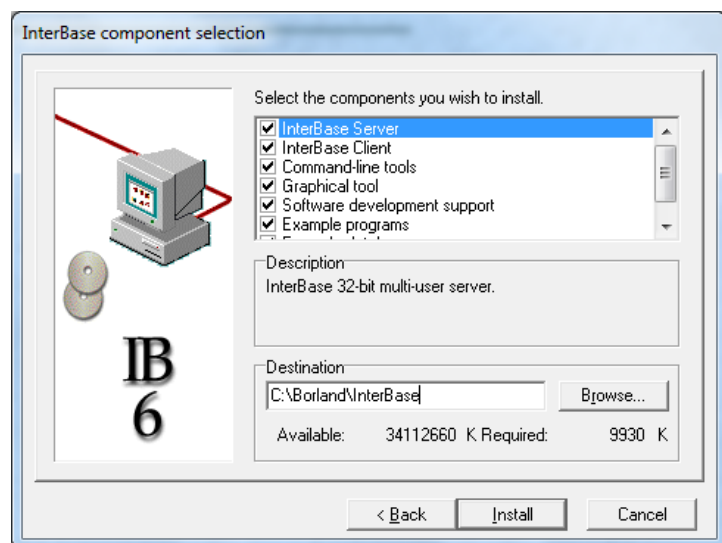 InterBase component selection
Select the components you wish to install.
InterBase Server
InterBase Client
Command-line tools
Graphical tool
Software development support
Example programs
Description
InterBase 32-bit multi-user server.
IB
6
Destination
C:\Borland\InterBase
Browse...
Available: 34112660 K Required: 9930 K
< Back Install Cancel